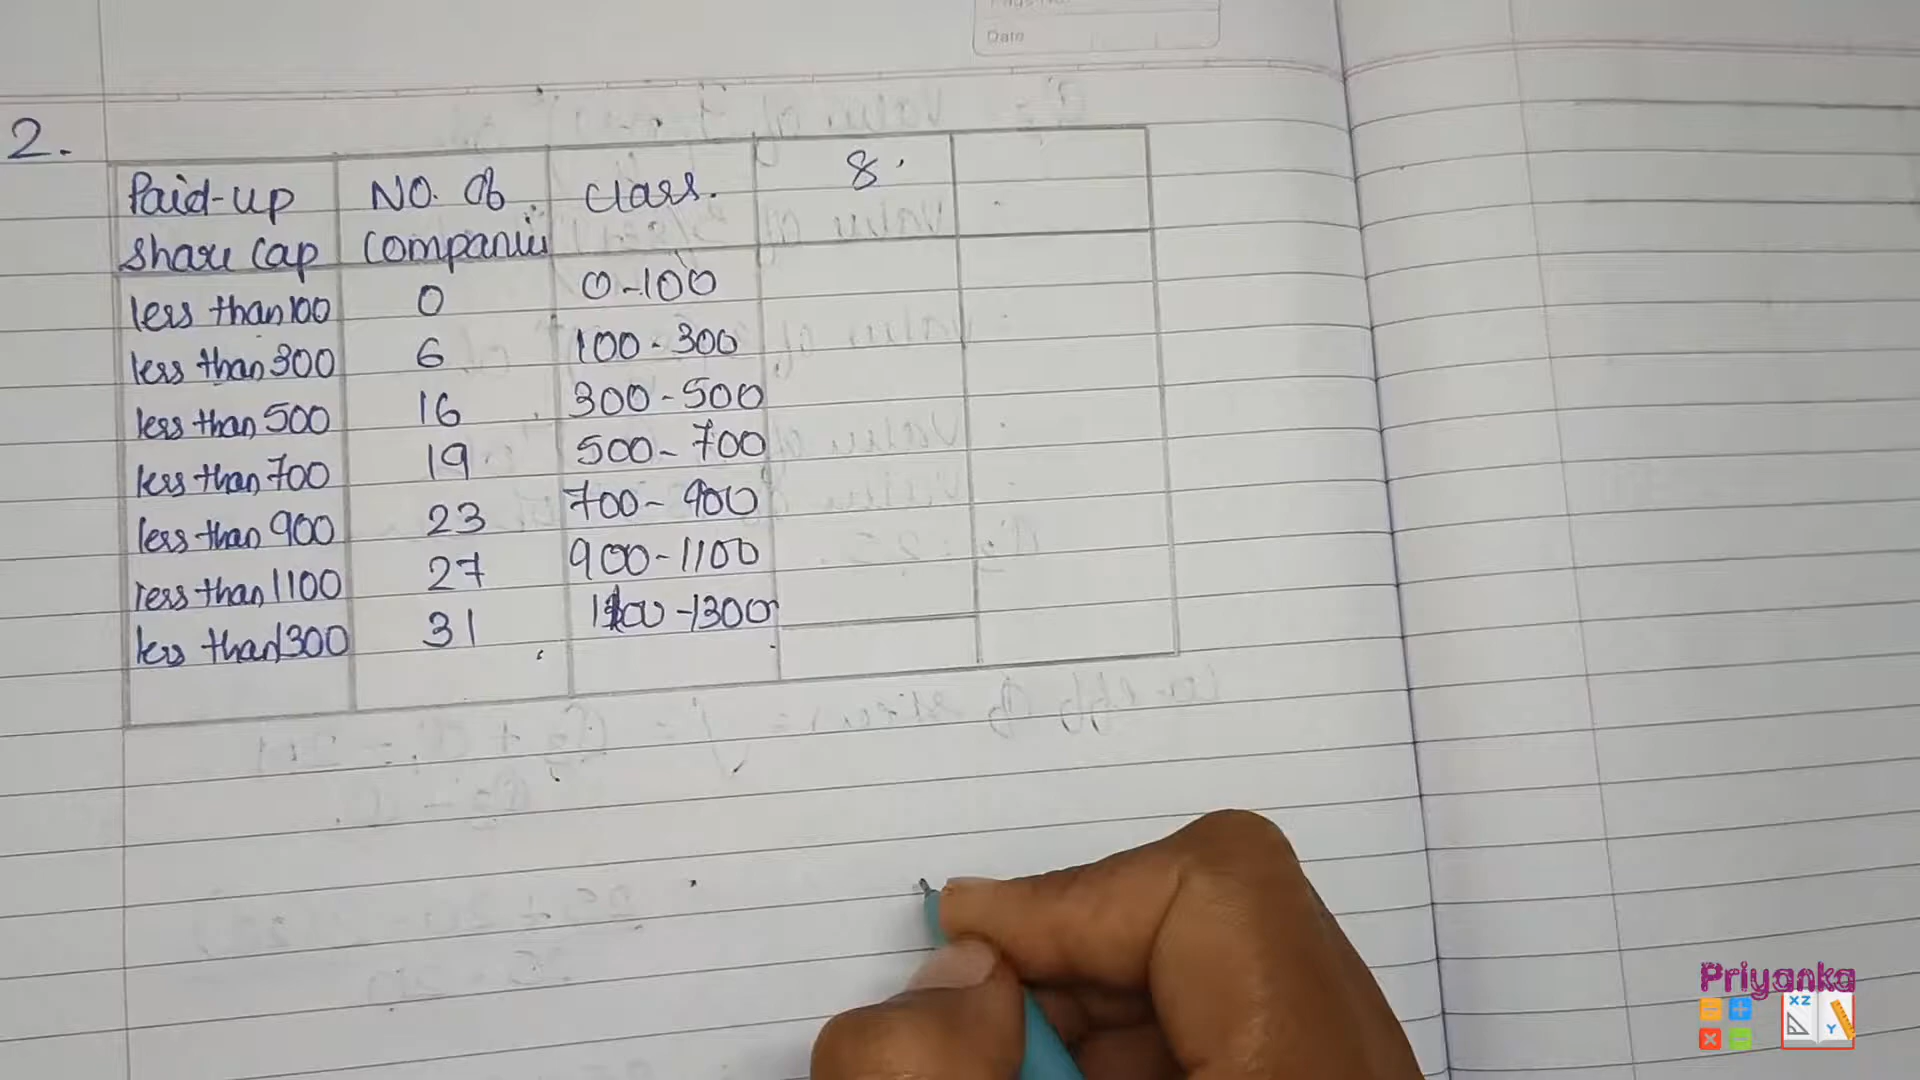 Date
2.
Paid-up share cap NO. Of companies class. 8.
less than 100 0 0-100
less than 300 6 100-300
less than 500 16 300-500
less than 700 19 500-700
less than 900 23 700-900
less than 1100 27 900-1100
less than 1300 31 1100-1300
Priyanka
XZ
Y